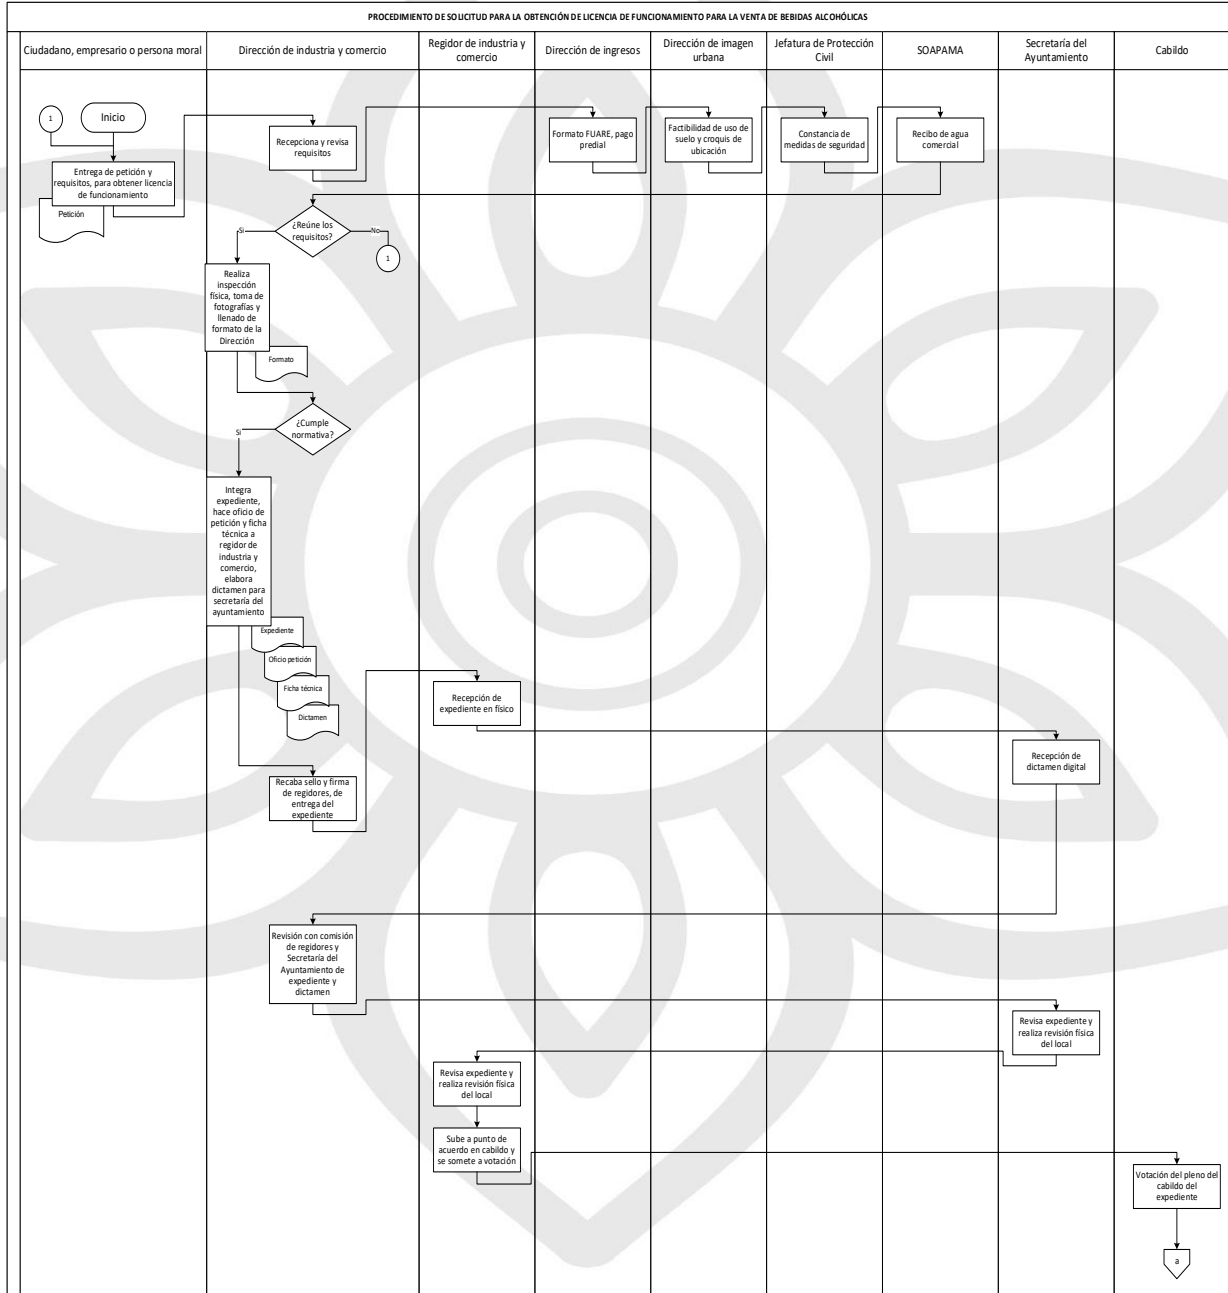 PROCEDIMIENTO DE SOLICITUD PARA LA OBTENCIÓN DE LICENCIA DE FUNCIONAMIENTO PARA LA VENTA DE BEBIDAS ALCOHÓLICAS
Ciudadano, empresario o persona moral
Dirección de industria y comercio
Regidor de industria y
comercio
Dirección de ingresos
Dirección de imagen
urbana
Jefatura de Protección
Civil
SOAPAMA
Secretaría del
Ayuntamiento
Cabildo
1
Inicio
Entrega de petición y
requisitos, para obtener licencia
de funcionamiento
Petición
Recepciona y revisa
requisitos
Formato FUARE, pago
predial
Factibilidad de uso de
suelo y croquis de
ubicación
Constancia de
medidas de seguridad
Recibo de agua
comercial
¿Reúne los
requisitos?
Si
No
1
Realiza
inspección
física, toma de
fotografías y
llenado de
formato de la
Dirección
Formato
¿Cumple
normativa?
Si
Integra
expediente,
hace oficio de
petición y ficha
técnica a
regidor de
industria y
comercio,
elabora
dictamen para
secretaría del
ayuntamiento
Expediente
Oficio petición
Ficha técnica
Dictamen
Recaba sello y firma
de regidores, de
entrega del
expediente
Recepción de
expediente en físico
Recepción de
dictamen digital
Revisión con comisión
de regidores y
Secretaría del
Ayuntamiento de
expediente y
dictamen
Revisa expediente y
realiza revisión física
del local
Revisa expediente y
realiza revisión física
del local
Sube a punto de
acuerdo en cabildo y
se somete a votación
Votación del pleno del
cabildo del
expediente
a